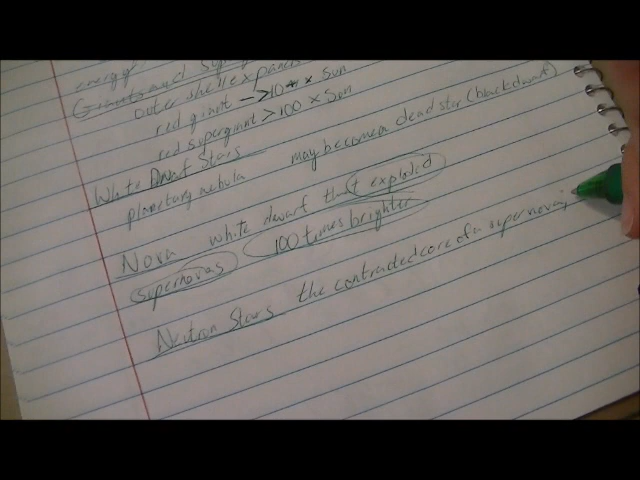 energy
Giants and Super
outer shell expands
red giant -> 10 * x Sun
red supergiant > 100 x Sun
White Dwarf Stars
planetary nebula may become a dead star (black dwarf)
Nova white dwarf that exploded
supernovas 100 times brighter
Neutron Stars the contracted core of a supernova;